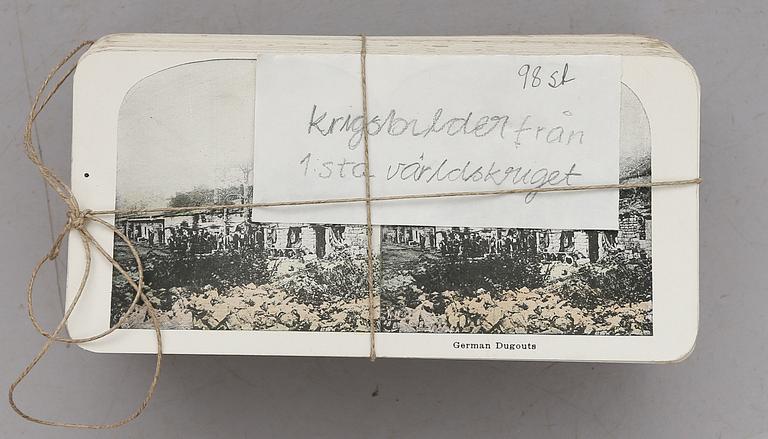 98 st
krigsbilder från
1:sta världskriget
German Dugouts